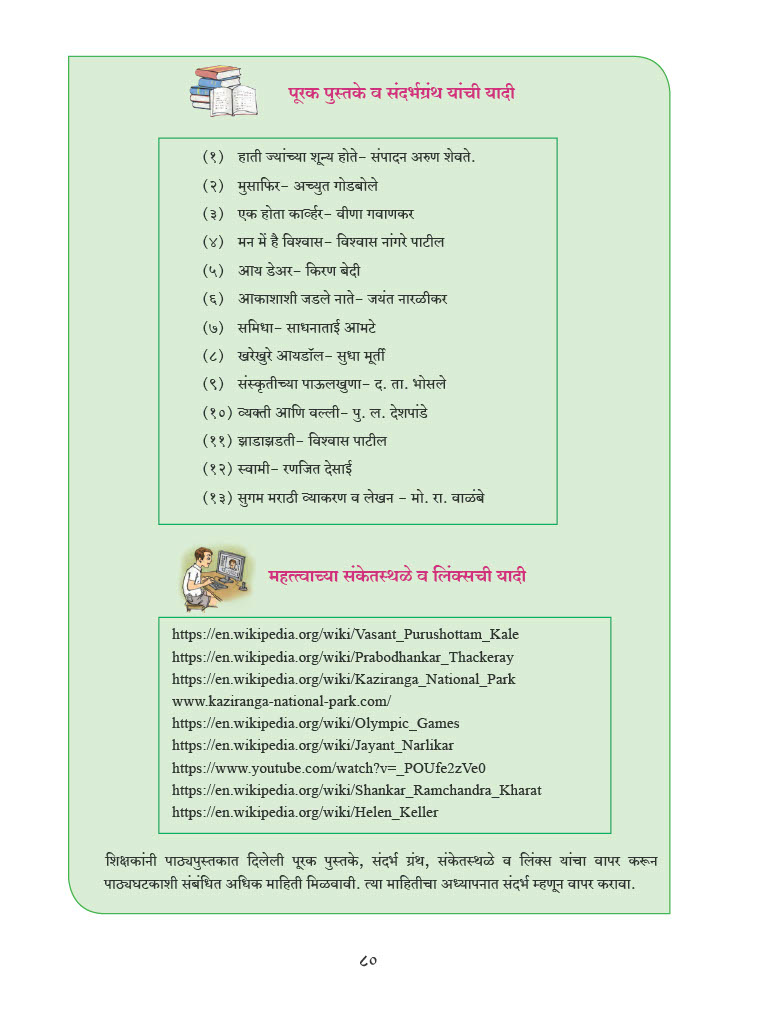 पूरक पुस्तके व संदर्भग्रंथ यांची यादी
(१) हाती ज्यांच्या शून्य होते– संपादन अरुण शेवते.
(२) मुसाफिर– अच्युत गोडबोले
(३) एक होता कार्व्हर– वीणा गवाणकर
(४) मन में है विश्वास– विश्वास नांगरे पाटील
(५) आय डेअर– किरण बेदी
(६) आकाशाशी जडले नाते– जयंत नारळीकर
(७) समिधा– साधनाताई आमटे
(८) खरेखुरे आयडॉल– सुधा मूर्ती
(९) संस्कृतीच्या पाऊलखुणा– द. ता. भोसले
(१०) व्यक्ती आणि वल्ली– पु. ल. देशपांडे
(११) झाडाझडती– विश्वास पाटील
(१२) स्वामी– रणजित देसाई
(१३) सुगम मराठी व्याकरण व लेखन – मो. रा. वाळंबे
महत्त्वाच्या संकेतस्थळे व लिंक्सची यादी
https://en.wikipedia.org/wiki/Vasant_Purushottam_Kale
https://en.wikipedia.org/wiki/Prabodhankar_Thackeray
https://en.wikipedia.org/wiki/Kaziranga_National_Park
www.kaziranga-national-park.com/
https://en.wikipedia.org/wiki/Olympic_Games
https://en.wikipedia.org/wiki/Jayant_Narlikar
https://www.youtube.com/watch?v=_POUfe2zVe0
https://en.wikipedia.org/wiki/Shankar_Ramchandra_Kharat
https://en.wikipedia.org/wiki/Helen_Keller
शिक्षकांनी पाठ्यपुस्तकात दिलेली पूरक पुस्तके, संदर्भ ग्रंथ, संकेतस्थळे व लिंक्स यांचा वापर करून
पाठ्यघटकाशी संबंधित अधिक माहिती मिळवावी. त्या माहितीचा अध्यापनात संदर्भ म्हणून वापर करावा.
८०